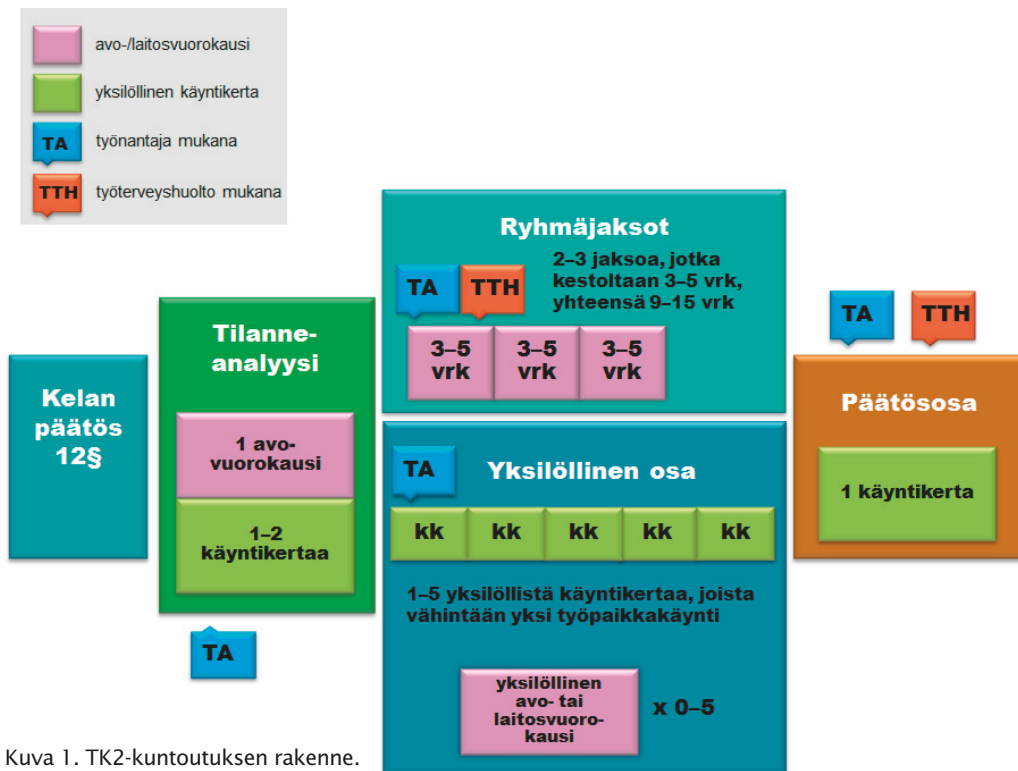 avo-/laitosvuorokausi
yksilöllinen käyntikerta
TA
työnantaja mukana
TTH
työterveyshuolto mukana
Kelan
päätös
12§
Tilanne-
analyysi
1 avo-
vuorokausi
1–2
käyntikertaa
TA
Ryhmäjaksot
TA
TTH
2–3 jaksoa, jotka
kestoltaan 3–5 vrk,
yhteensä 9–15 vrk
3–5
vrk
3–5
vrk
3–5
vrk
TA
Yksilöllinen osa
kk
kk
kk
kk
kk
1–5 yksilöllistä käyntikertaa, joista
vähintään yksi työpaikkakäynti
yksilöllinen
avo- tai
laitosvuoro-
kausi
x 0–5
TA
TTH
Päätösosa
1 käyntikerta
Kuva 1. TK2-kuntoutuksen rakenne.